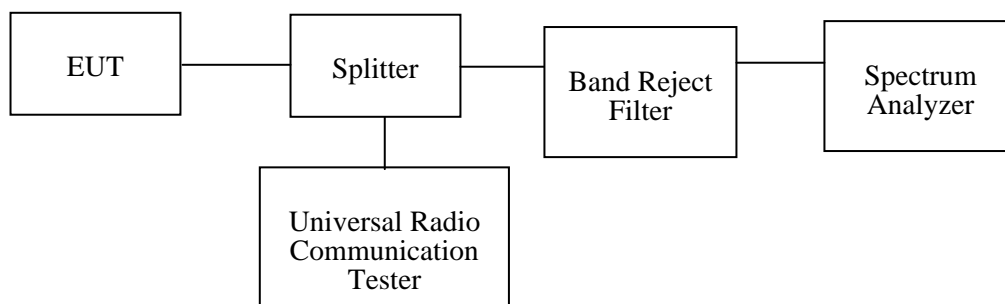 EUT
Splitter
Band Reject
Filter
Spectrum
Analyzer
Universal Radio
Communication
Tester